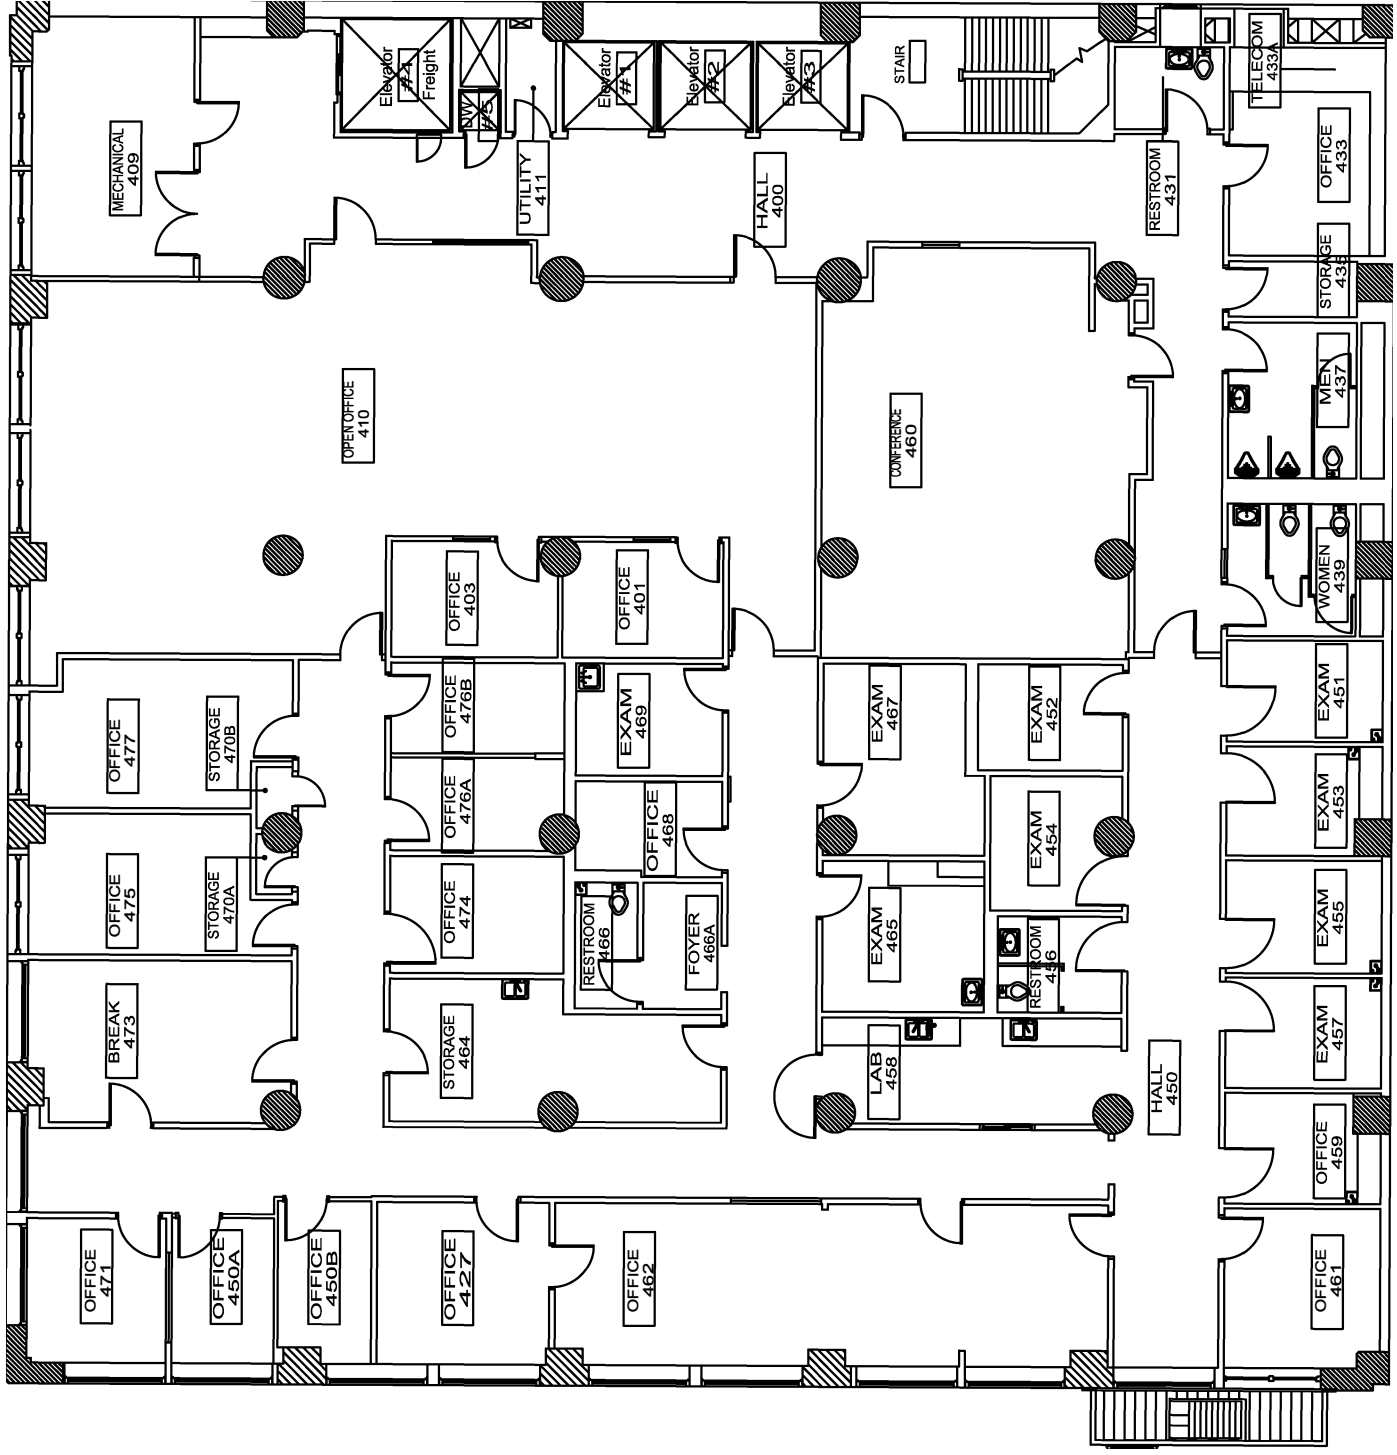 Elevator
#4
Freight
DW
#5
Elevator
#1
Elevator
#2
Elevator
#3
STAIR
TELECOM
433A
MECHANICAL
409
UTILITY
411
HALL
400
RESTROOM
431
OFFICE
433
STORAGE
435
OPEN OFFICE
410
CONFERENCE
460
MEN
437
WOMEN
439
OFFICE
403
OFFICE
401
OFFICE
477
STORAGE
470B
OFFICE
476B
EXAM
469
EXAM
467
EXAM
452
EXAM
451
OFFICE
475
STORAGE
470A
OFFICE
476A
OFFICE
468
EXAM
454
EXAM
453
OFFICE
474
RESTROOM
466
FOYER
466A
EXAM
465
RESTROOM
456
EXAM
455
BREAK
473
STORAGE
464
LAB
458
HALL
450
EXAM
457
OFFICE
459
OFFICE
471
OFFICE
450A
OFFICE
450B
OFFICE
427
OFFICE
462
OFFICE
461